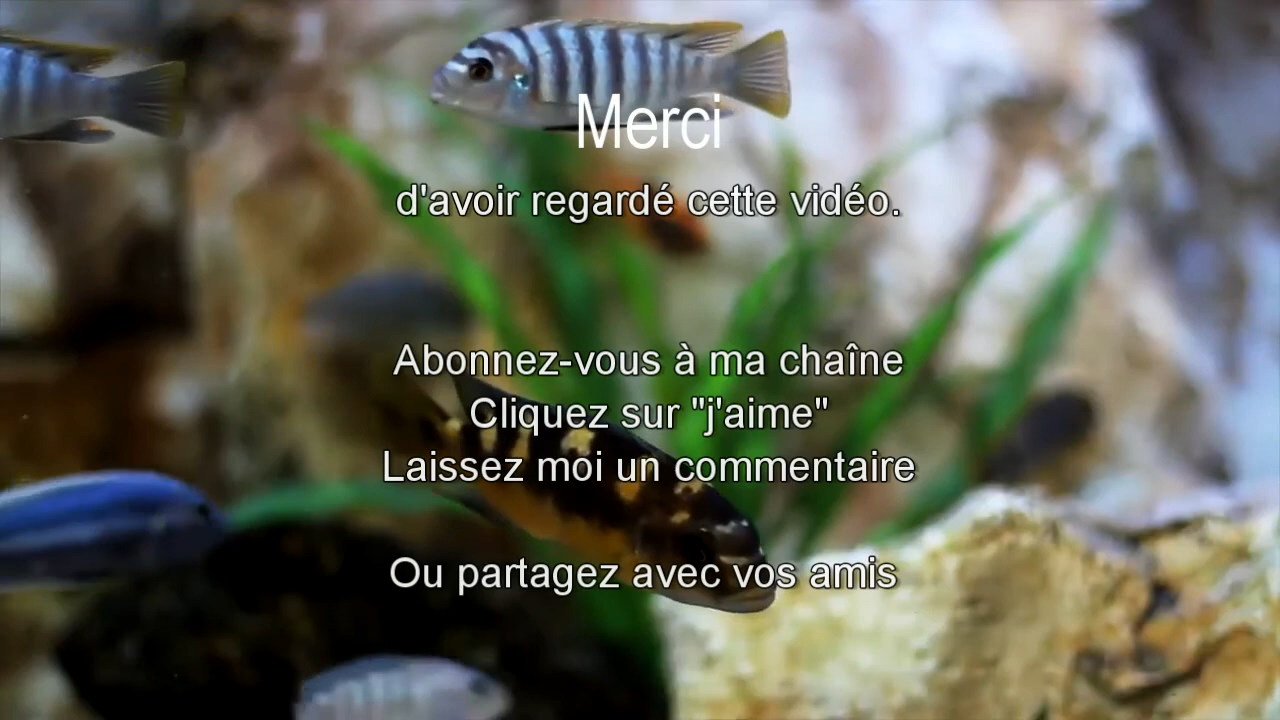 Merci
d'avoir regardé cette vidéo.
Abonnez-vous à ma chaîne
Cliquez sur "j'aime"
Laissez moi un commentaire
Ou partagez avec vos amis